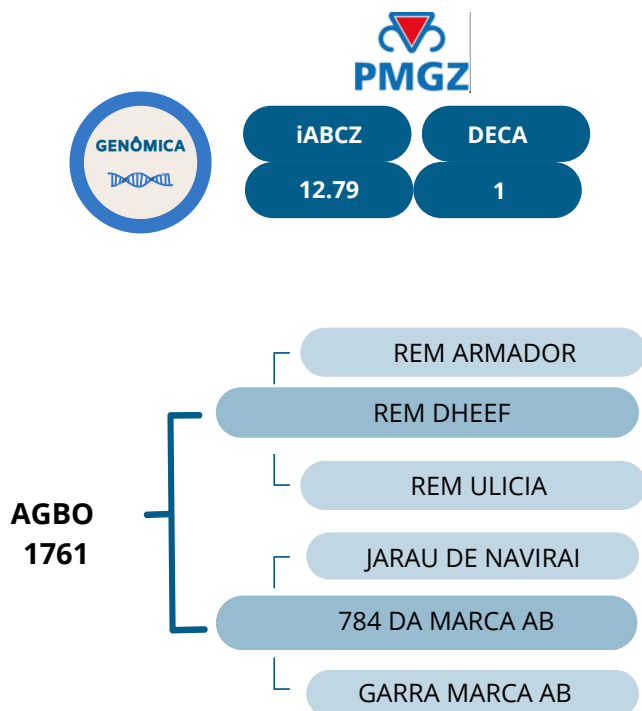 PMGZ
GENÔMICA
iABCZ
DECA
12.79
1
REM ARMADOR
REM DHEEF
REM ULICIA
AGBO
1761
JARAU DE NAVIRAI
784 DA MARCA AB
GARRA MARCA AB